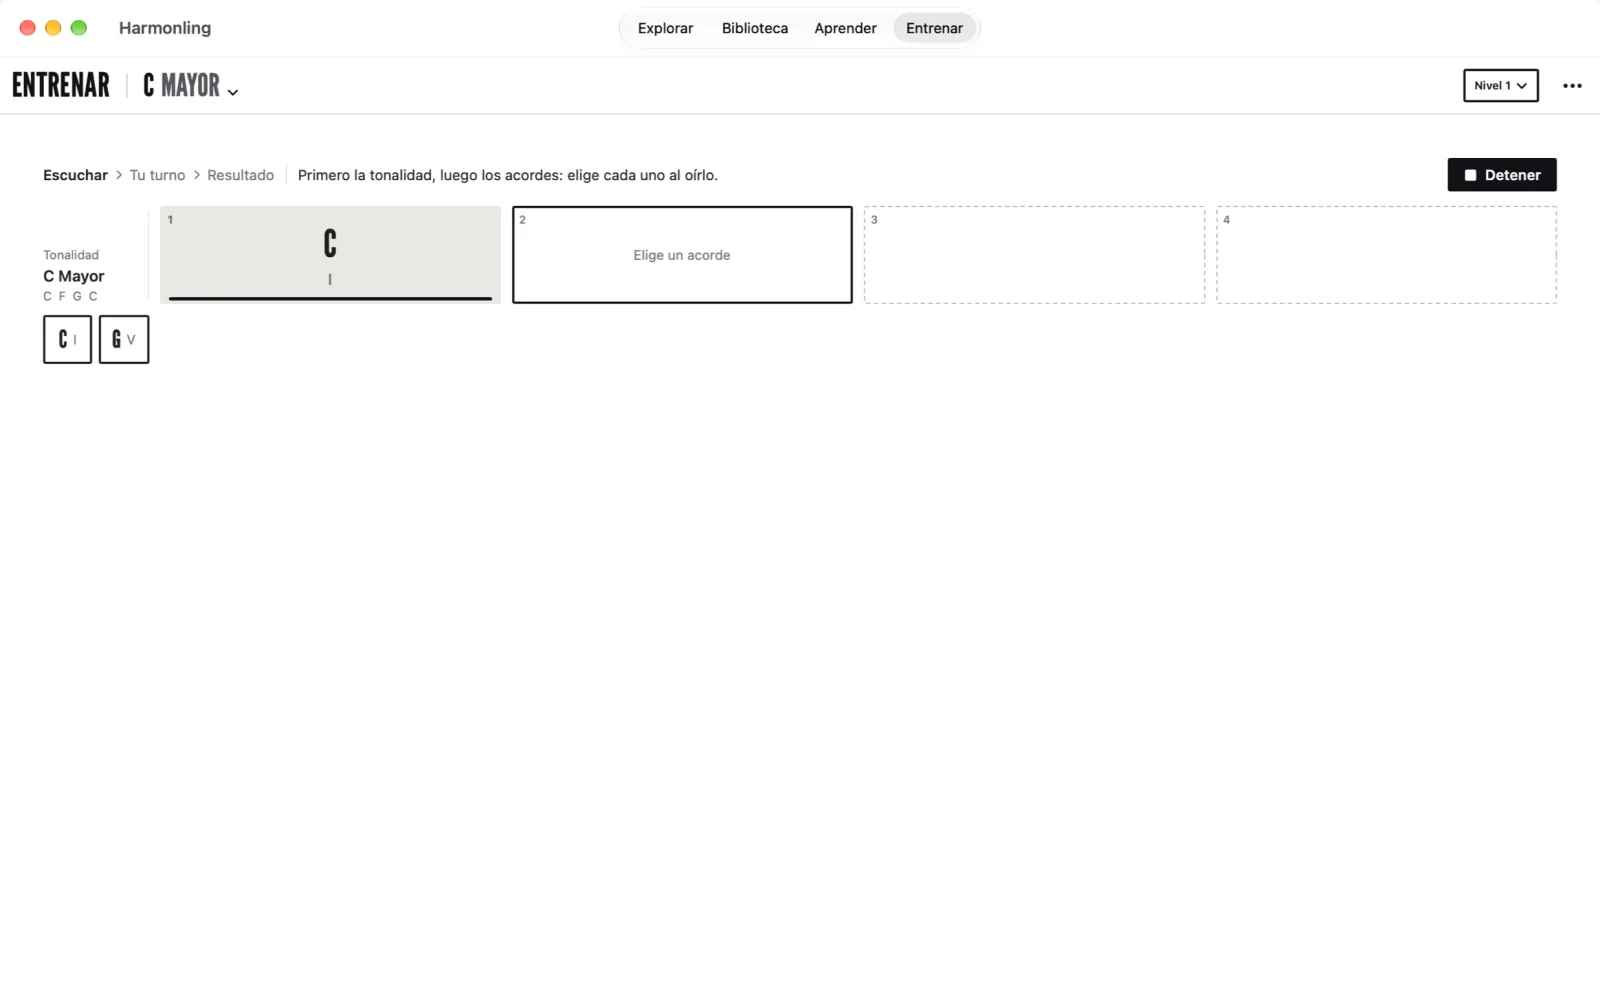 Harmonling
Explorar Biblioteca Aprender Entrenar
ENTRENAR C MAYOR
Nivel 1
Escuchar > Tu turno > Resultado Primero la tonalidad, luego los acordes: elige cada uno al oírlo.
Detener
Tonalidad
C Mayor
C F G C
1
C
I
2
Elige un acorde
3
4
C I
G V